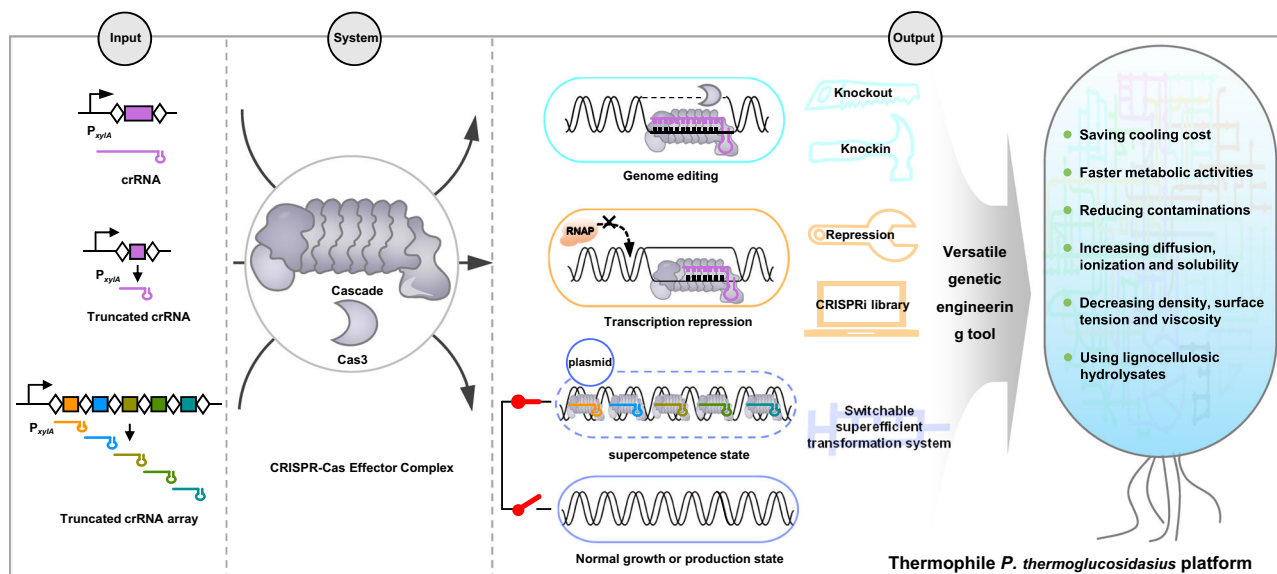 Input
System
Output
P_xylA
crRNA
P_xylA
Truncated crRNA
P_xylA
Truncated crRNA array
Cascade
Cas3
CRISPR-Cas Effector Complex
Genome editing
RNAP
Transcription repression
plasmid
supercompetence state
Normal growth or production state
Knockout
Knockin
Repression
CRISPRi library
Switchable
superefficient
transformation system
Versatile
genetic
engineerin
g tool
Saving cooling cost
Faster metabolic activities
Reducing contaminations
Increasing diffusion,
ionization and solubility
Decreasing density, surface
tension and viscosity
Using lignocellulosic
hydrolysates
Thermophile P. thermoglucosidasius platform